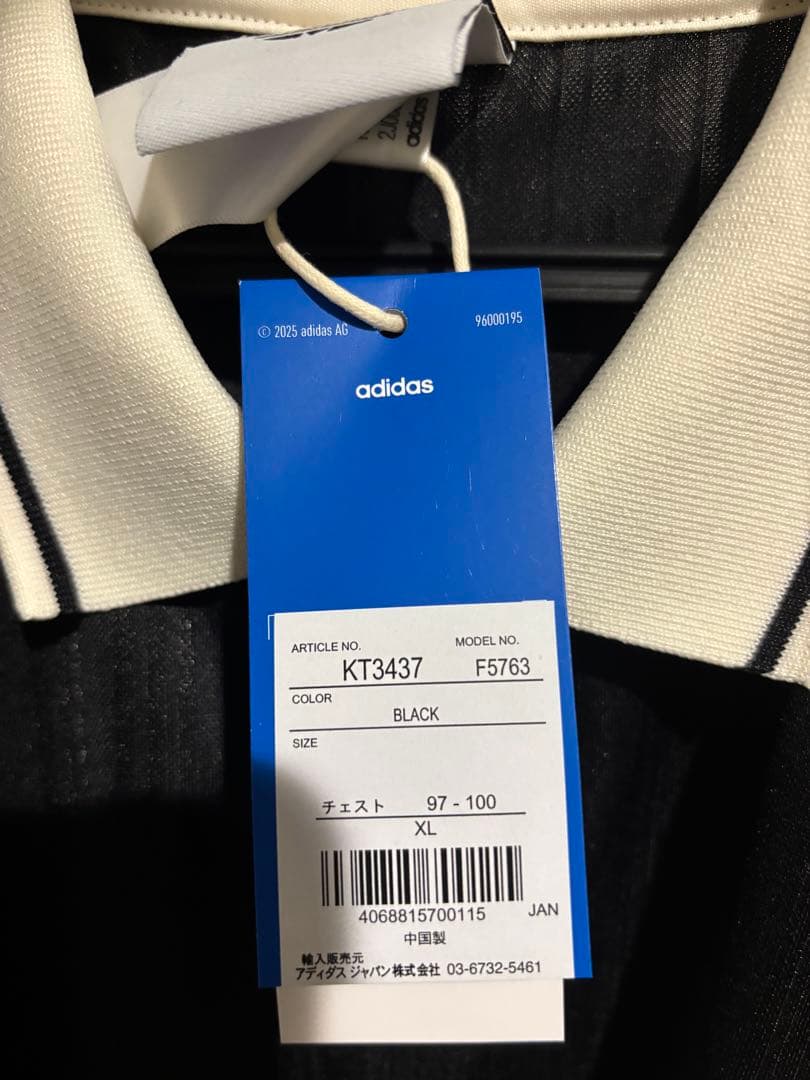 adidas
© 2025 adidas AG
96000195
adidas
ARTICLE NO.
MODEL NO.
KT3437
F5763
COLOR
BLACK
SIZE
チェスト 97 - 100
XL
4068815700115 JAN
中国製
輸入販売元
アディダス ジャパン株式会社 03-6732-5461